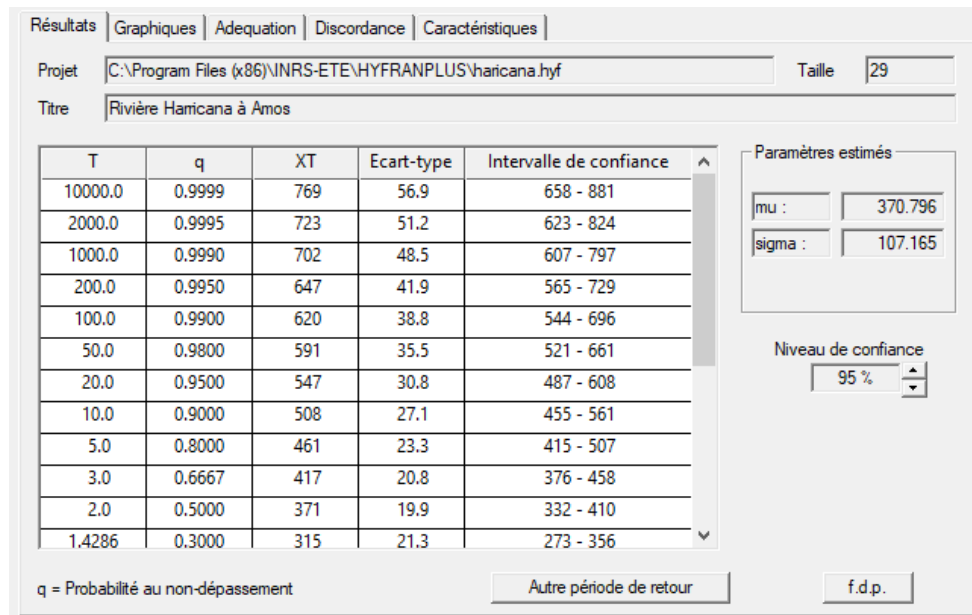 Résultats Graphiques Adequation Discordance Caractéristiques
Projet C:\Program Files (x86)\INRS-ETE\HYFRANPLUS\haricana.hyf Taille 29
Titre Rivière Harricana à Amos
T q XT Ecart-type Intervalle de confiance
10000.0 0.9999 769 56.9 658 - 881
2000.0 0.9995 723 51.2 623 - 824
1000.0 0.9990 702 48.5 607 - 797
200.0 0.9950 647 41.9 565 - 729
100.0 0.9900 620 38.8 544 - 696
50.0 0.9800 591 35.5 521 - 661
20.0 0.9500 547 30.8 487 - 608
10.0 0.9000 508 27.1 455 - 561
5.0 0.8000 461 23.3 415 - 507
3.0 0.6667 417 20.8 376 - 458
2.0 0.5000 371 19.9 332 - 410
1.4286 0.3000 315 21.3 273 - 356
Paramètres estimés
mu : 370.796
sigma : 107.165
Niveau de confiance
95 %
q = Probabilité au non-dépassement
Autre période de retour
f.d.p.